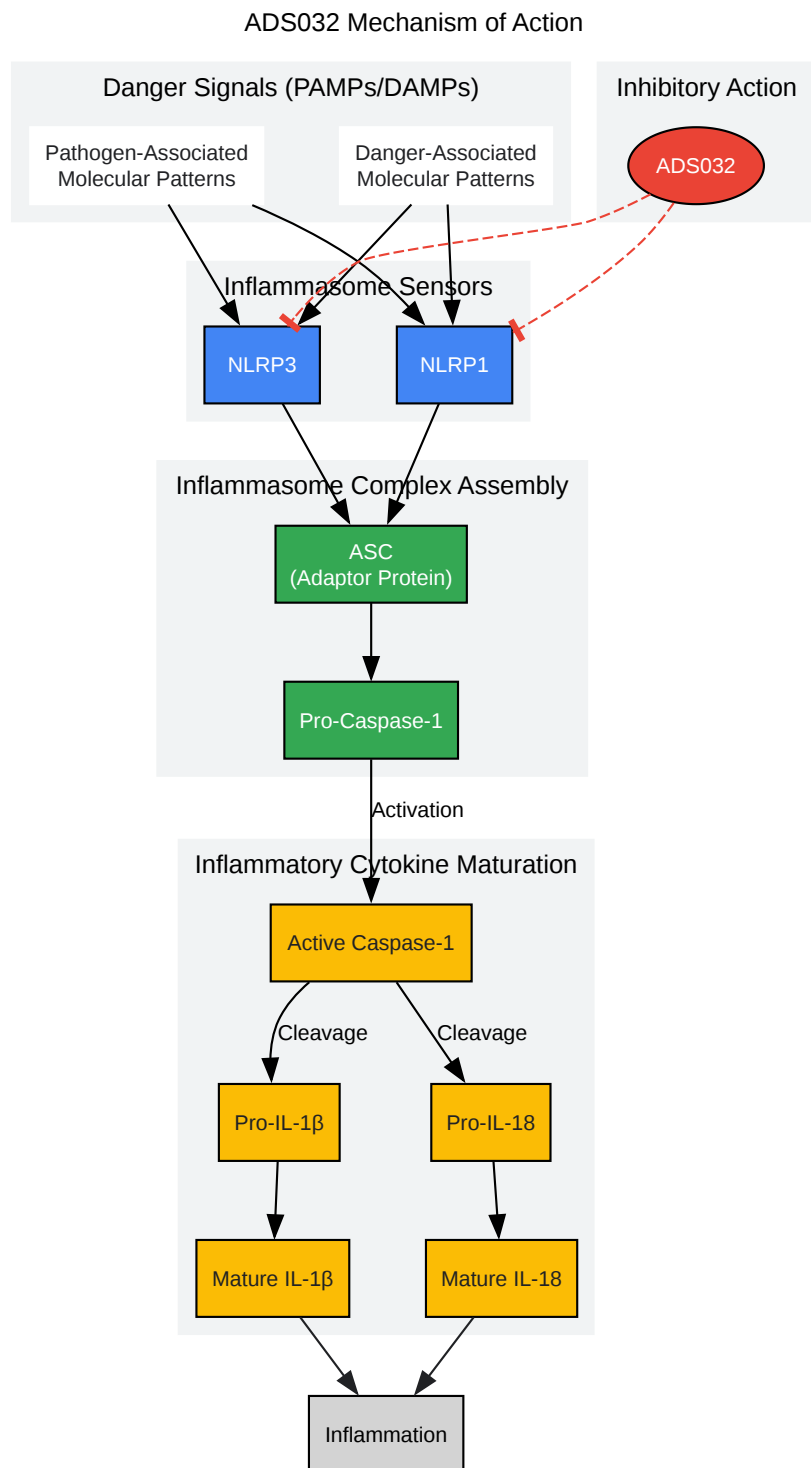 ADS032 Mechanism of Action
Danger Signals (PAMPs/DAMPs)
Inhibitory Action
Pathogen-Associated
Molecular Patterns
Danger-Associated
Molecular Patterns
ADS032
Inflammasome Sensors
NLRP3
NLRP1
Inflammasome Complex Assembly
ASC
(Adaptor Protein)
Pro-Caspase-1
Activation
Inflammatory Cytokine Maturation
Active Caspase-1
Cleavage
Cleavage
Pro-IL-1β
Pro-IL-18
Mature IL-1β
Mature IL-18
Inflammation